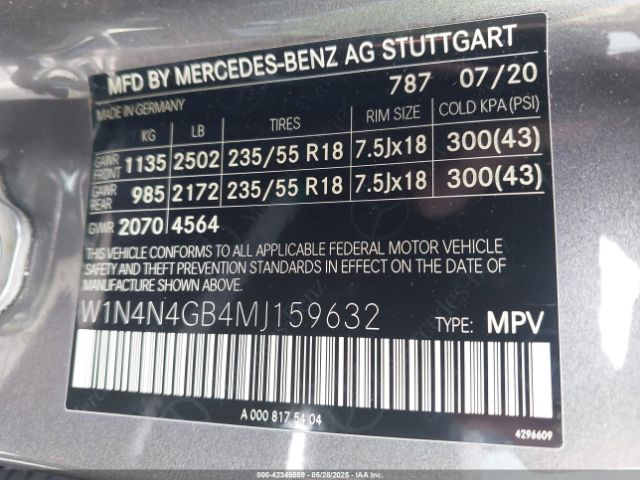 MFD BY MERCEDES-BENZ AG STUTTGART
787 07/20
MADE IN GERMANY
KG LB TIRES RIM SIZE COLD KPA(PSI)
GAWR FRONT 1135 2502 235/55 R18 7.5Jx18 300(43)
GAWR REAR 985 2172 235/55 R18 7.5Jx18 300(43)
GVWR 2070 4564
THIS VEHICLE CONFORMS TO ALL APPLICABLE FEDERAL MOTOR VEHICLE
SAFETY AND THEFT PREVENTION STANDARDS IN EFFECT ON THE DATE OF
MANUFACTURE SHOWN ABOVE.
W1N4N4GB4MJ159632 TYPE: MPV
A 000 817 54 04
4296609
000-42349559 | 05/28/2025 | IAAI.COM